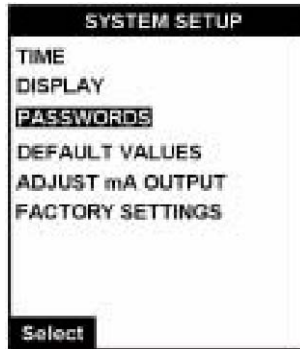 SYSTEM SETUP
TIME
DISPLAY
PASSWORDS
DEFAULT VALUES
ADJUST mA OUTPUT
FACTORY SETTINGS
Select